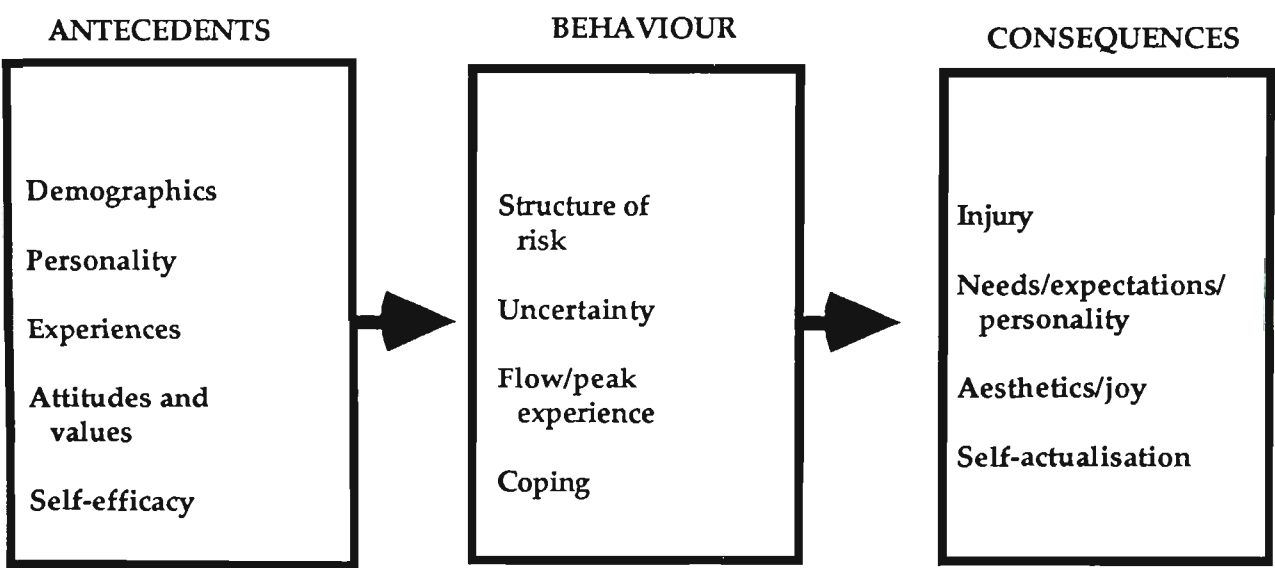 ANTECEDENTS
Demographics
Personality
Experiences
Attitudes and
values
Self-efficacy
BEHAVIOUR
Structure of
risk
Uncertainty
Flow/peak
experience
Coping
CONSEQUENCES
Injury
Needs/expectations/
personality
Aesthetics/joy
Self-actualisation